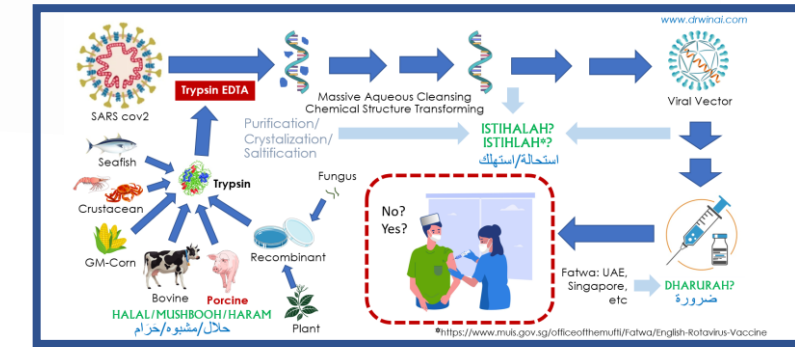 www.drwinai.com
SARS cov2
Trypsin EDTA
Massive Aqueous Cleansing
Chemical Structure Transforming
Viral Vector
Purification/
Crystalization/
Saltification
ISTIHALAH?
ISTIHLAH*?
استحالة/استهلك
Seafish
Crustacean
GM-Corn
Bovine
Porcine
Trypsin
Fungus
Recombinant
Plant
HALAL/MUSHBOOH/HARAM
حلال/مشبوه/حَرَام
No?
Yes?
Fatwa: UAE,
Singapore,
etc
DHARURAH?
ضرورة
*https://www.muis.gov.sg/officeofthemufti/Fatwa/English-Rotavirus-Vaccine